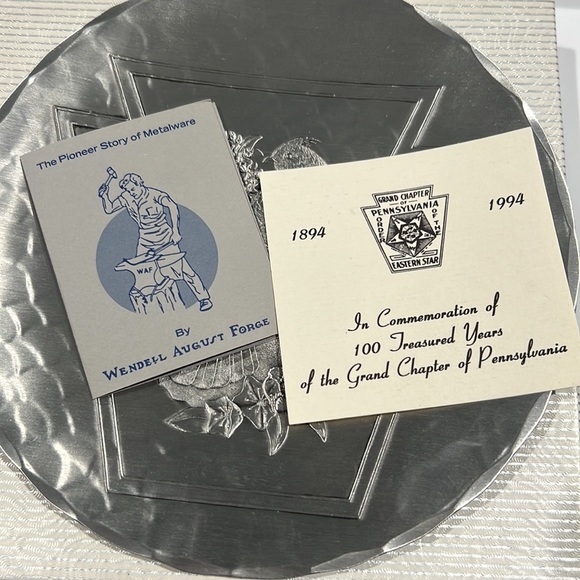 The Pioneer Story of Metalware
WAF
By
WENDELL AUGUST FORGE
1894
1994
GRAND CHAPTER
of
PENNSYLVANIA
ORDER
OF THE
EASTERN STAR
In Commemoration of
100 Treasured Years
of the Grand Chapter of Pennsylvania